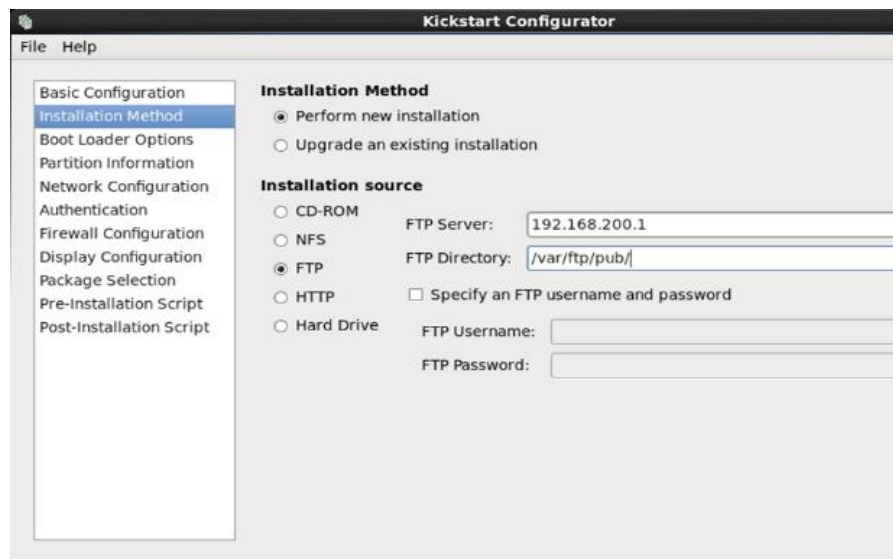 Kickstart Configurator
File Help
Basic Configuration
Installation Method
Boot Loader Options
Partition Information
Network Configuration
Authentication
Firewall Configuration
Display Configuration
Package Selection
Pre-Installation Script
Post-Installation Script
Installation Method
Perform new installation
Upgrade an existing installation
Installation source
CD-ROM
NFS
FTP
HTTP
Hard Drive
FTP Server: 192.168.200.1
FTP Directory: /var/ftp/pub/
Specify an FTP username and password
FTP Username:
FTP Password: